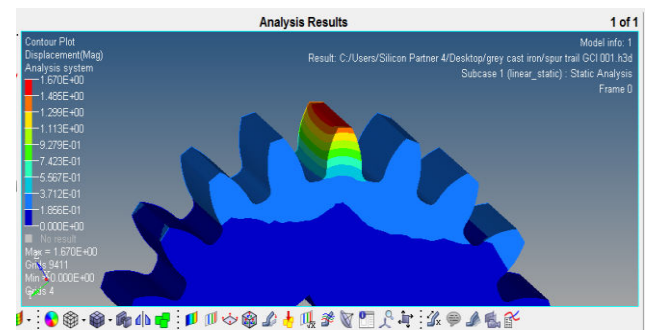 Analysis Results
1 of 1
Contour Plot
Displacement(Mag)
Analysis system
1.670E+00
1.485E+00
1.299E+00
1.113E+00
9.279E-01
7.423E-01
5.567E-01
3.712E-01
1.856E-01
0.000E+00
No result
Max = 1.670E+00
Grids 9411
Min = 0.000E+00
Grids 4
Model info: 1
Result: C:/Users/Silicon Partner 4/Desktop/grey cast iron/spur trail GCI 001.h3d
Subcase 1 (linear_static) : Static Analysis
Frame 0